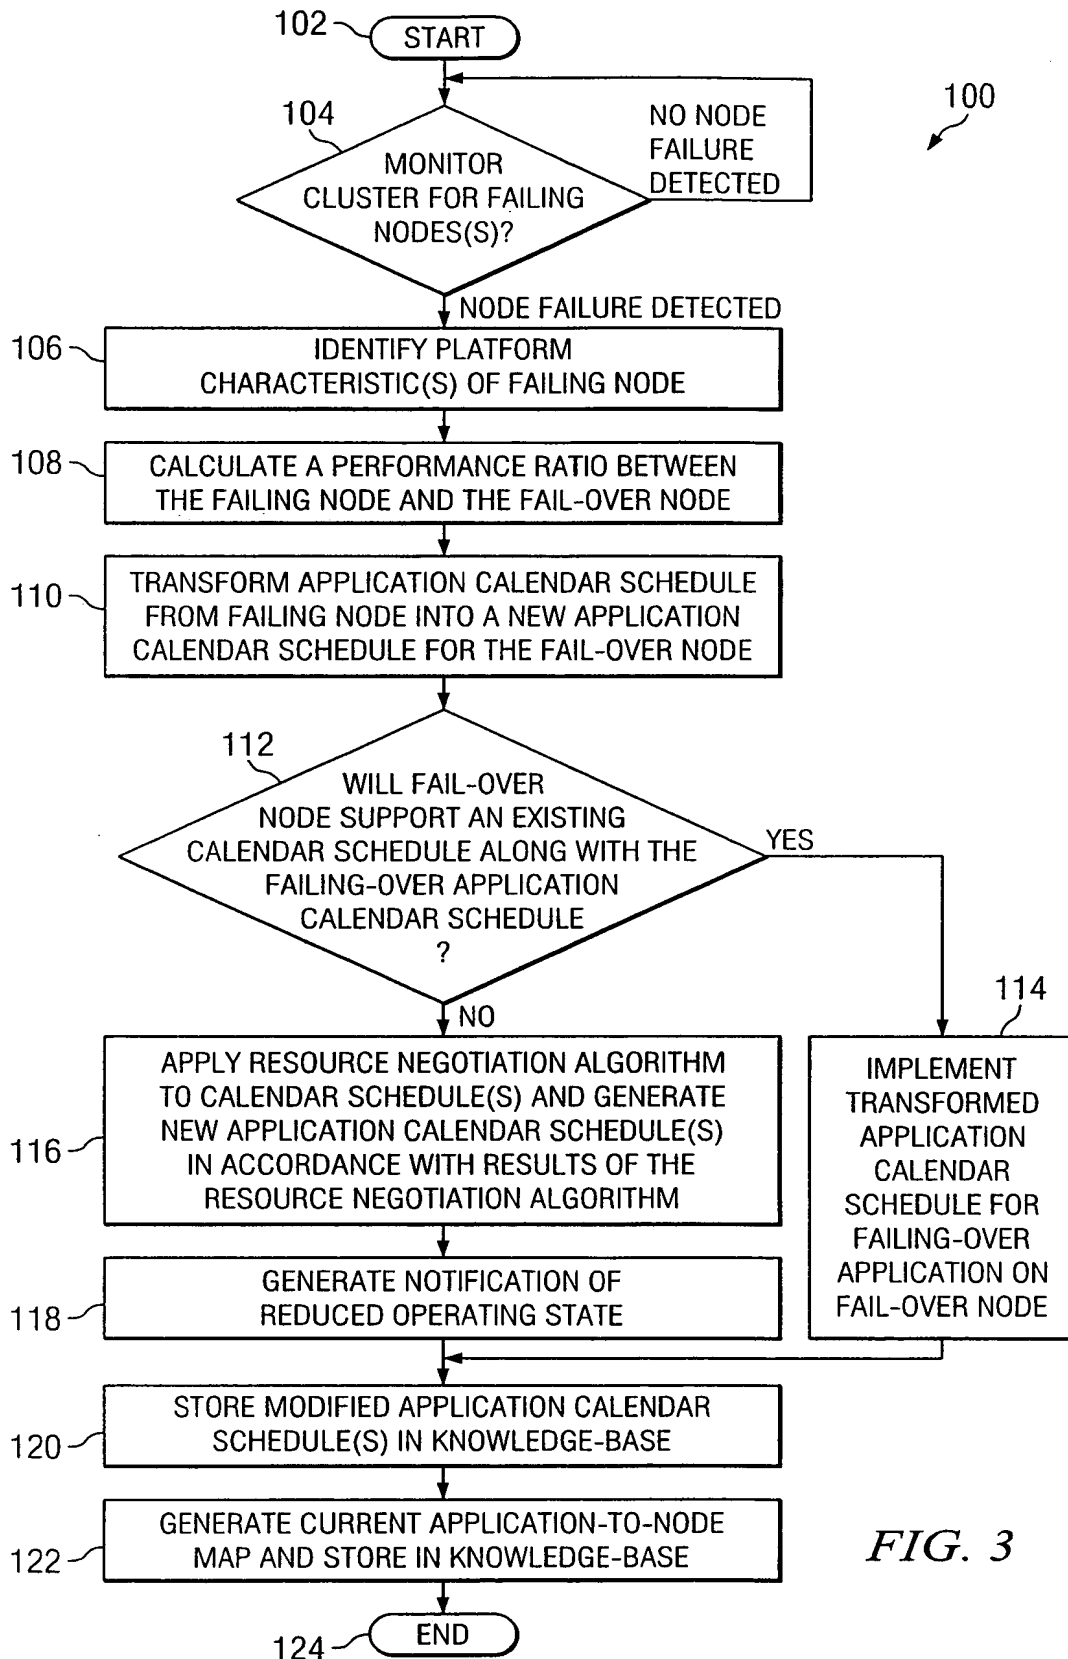 102
START
100
104
NO NODE
FAILURE
DETECTED
MONITOR
CLUSTER FOR FAILING
NODES(S)?
NODE FAILURE DETECTED
106
IDENTIFY PLATFORM
CHARACTERISTIC(S) OF FAILING NODE
108
CALCULATE A PERFORMANCE RATIO BETWEEN
THE FAILING NODE AND THE FAIL-OVER NODE
110
TRANSFORM APPLICATION CALENDAR SCHEDULE
FROM FAILING NODE INTO A NEW APPLICATION
CALENDAR SCHEDULE FOR THE FAIL-OVER NODE
112
WILL FAIL-OVER
NODE SUPPORT AN EXISTING
CALENDAR SCHEDULE ALONG WITH THE
FAILING-OVER APPLICATION
CALENDAR SCHEDULE
?
YES
NO
114
IMPLEMENT
TRANSFORMED
APPLICATION
CALENDAR
SCHEDULE FOR
FAILING-OVER
APPLICATION ON
FAIL-OVER NODE
116
APPLY RESOURCE NEGOTIATION ALGORITHM
TO CALENDAR SCHEDULE(S) AND GENERATE
NEW APPLICATION CALENDAR SCHEDULE(S)
IN ACCORDANCE WITH RESULTS OF THE
RESOURCE NEGOTIATION ALGORITHM
118
GENERATE NOTIFICATION OF
REDUCED OPERATING STATE
120
STORE MODIFIED APPLICATION CALENDAR
SCHEDULE(S) IN KNOWLEDGE-BASE
122
GENERATE CURRENT APPLICATION-TO-NODE
MAP AND STORE IN KNOWLEDGE-BASE
FIG. 3
124
END